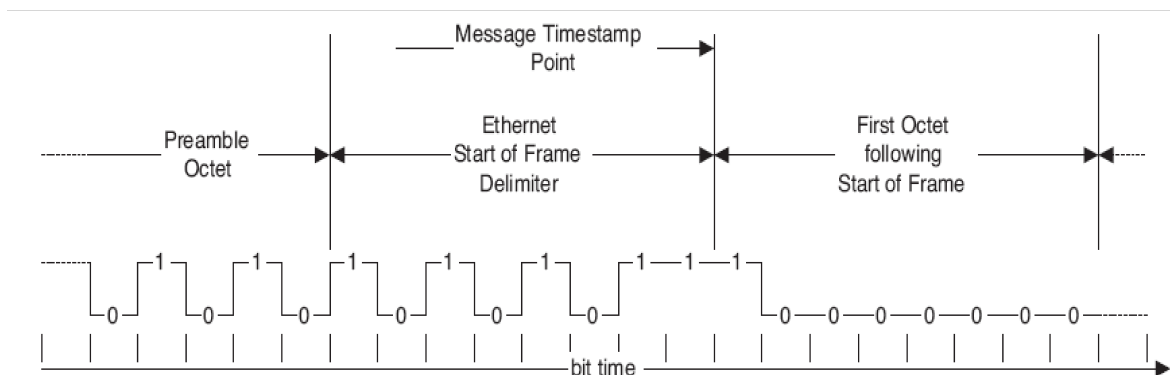 Message Timestamp
Point
Preamble
Octet
Ethernet
Start of Frame
Delimiter
First Octet
following
Start of Frame
0 1 0 1 0 1 0 1 0 1 0 1 1 1 0 0 0 0 0 0 0
bit time